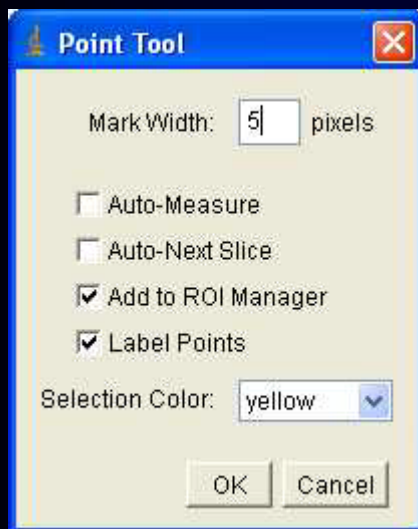 Point Tool
Mark Width: 5 pixels
Auto-Measure
Auto-Next Slice
Add to ROI Manager
Label Points
Selection Color: yellow
OK Cancel